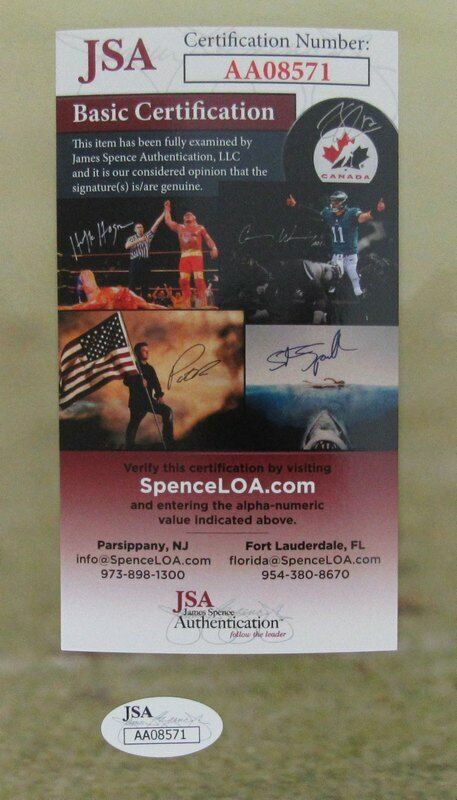 JSA
Certification Number:
AA08571
Basic Certification
This item has been fully examined by
James Spence Authentication, LLC
and it is our considered opinion that the
signature(s) is/are genuine.
CANADA
Hulk Hogan
11
Verify this certification by visiting
SpenceLOA.com
and entering the alpha-numeric
value indicated above.
Parsippany, NJ
info@SpenceLOA.com
973-898-1300
Fort Lauderdale, FL
florida@SpenceLOA.com
954-380-8670
JSA
James Spence
Authentication™
follow the leader
JSA
AA08571